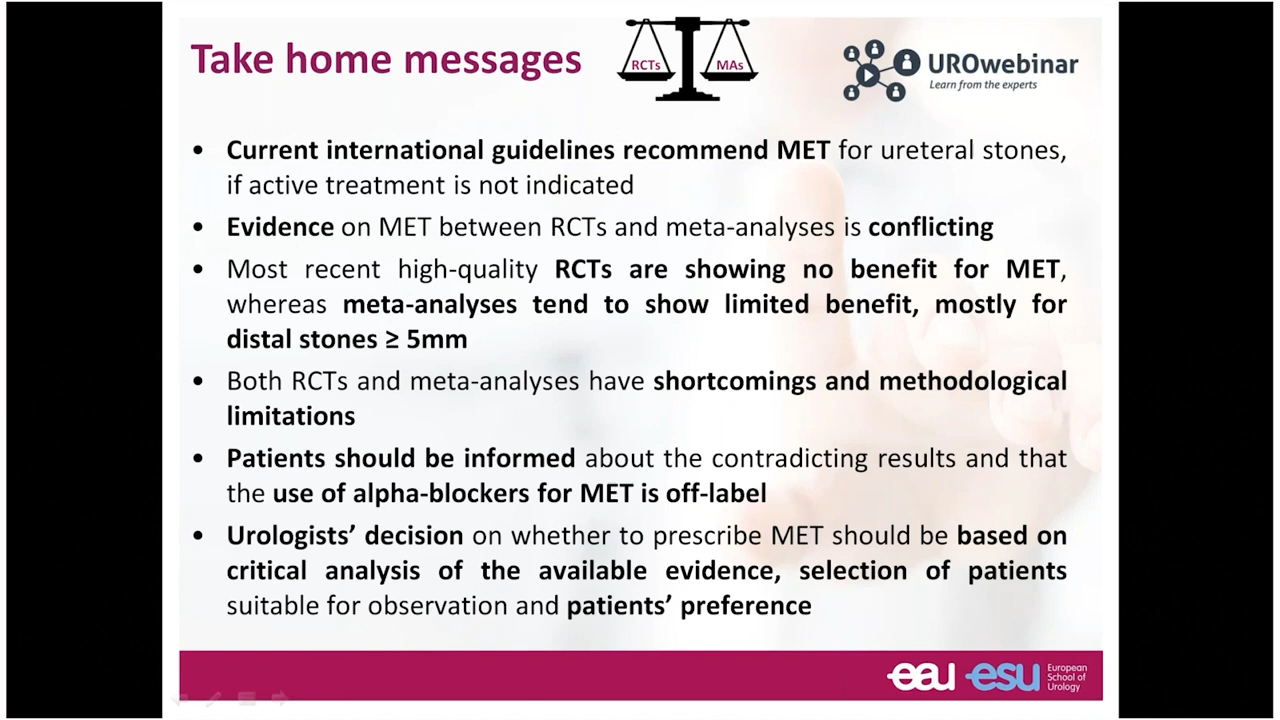 Take home messages
RCTs
MAs
UROwebinar
Learn from the experts
• Current international guidelines recommend MET for ureteral stones,
if active treatment is not indicated
• Evidence on MET between RCTs and meta-analyses is conflicting
• Most recent high-quality RCTs are showing no benefit for MET,
whereas meta-analyses tend to show limited benefit, mostly for
distal stones ≥ 5mm
• Both RCTs and meta-analyses have shortcomings and methodological
limitations
• Patients should be informed about the contradicting results and that
the use of alpha-blockers for MET is off-label
• Urologists’ decision on whether to prescribe MET should be based on
critical analysis of the available evidence, selection of patients
suitable for observation and patients’ preference
eau esu
European
School of
Urology